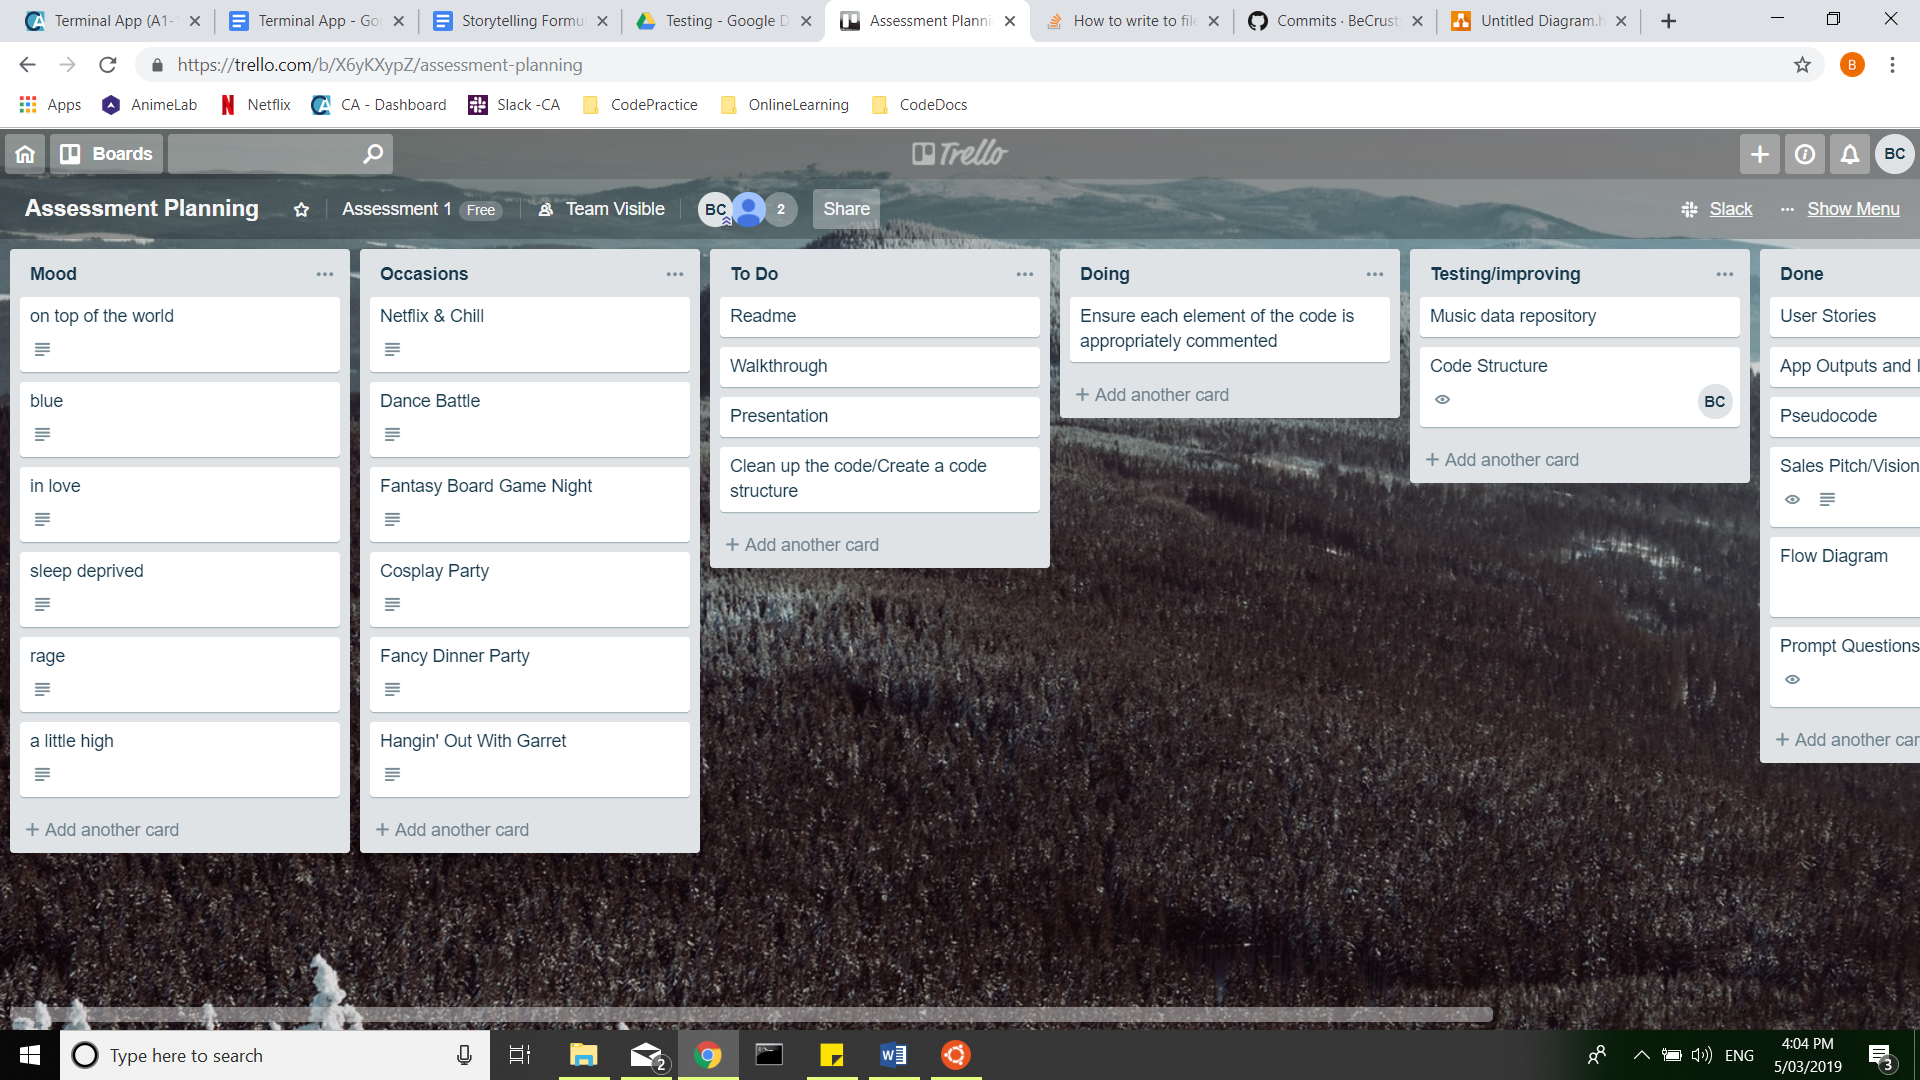 Terminal App (A1-
Terminal App - Goo
Storytelling Formu
Testing - Google D
Assessment Planni
How to write to file
Commits · BeCrust
Untitled Diagram.h
https://trello.com/b/X6yKXypZ/assessment-planning
B
Apps
AnimeLab
Netflix
CA - Dashboard
Slack -CA
CodePractice
OnlineLearning
CodeDocs
Boards
Trello
BC
Assessment Planning
Assessment 1 Free
Team Visible
BC
2
Share
Slack
··· Show Menu
Mood
on top of the world
blue
in love
sleep deprived
rage
a little high
+ Add another card
Occasions
Netflix & Chill
Dance Battle
Fantasy Board Game Night
Cosplay Party
Fancy Dinner Party
Hangin' Out With Garret
+ Add another card
To Do
Readme
Walkthrough
Presentation
Clean up the code/Create a code
structure
+ Add another card
Doing
Ensure each element of the code is
appropriately commented
+ Add another card
Testing/improving
Music data repository
Code Structure
BC
+ Add another card
Done
User Stories
App Outputs and I
Pseudocode
Sales Pitch/Vision
Flow Diagram
Prompt Questions
+ Add another car
Type here to search
2
W
ENG
4:04 PM
5/03/2019
3